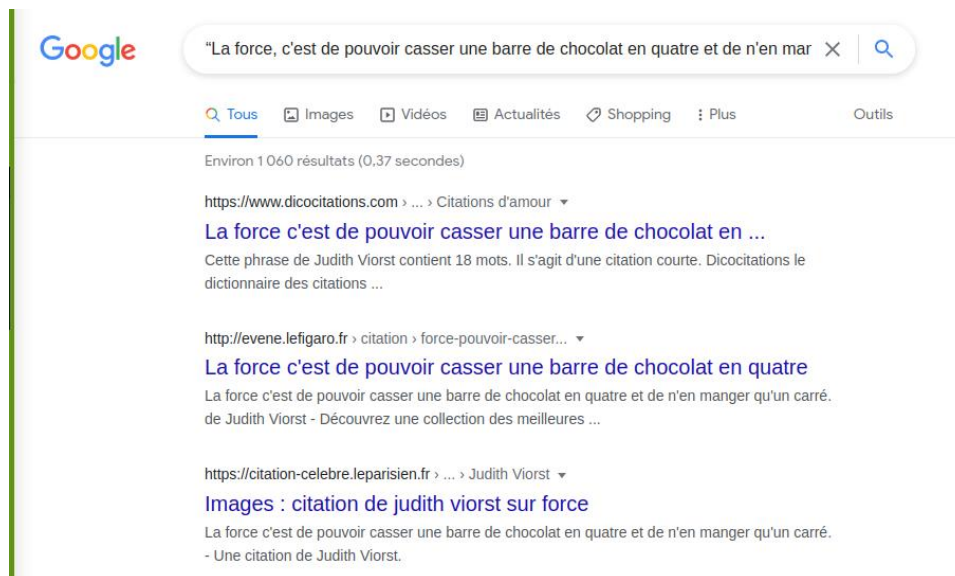 Google
“La force, c'est de pouvoir casser une barre de chocolat en quatre et de n'en mar
Tous Images Vidéos Actualités Shopping Plus Outils
Environ 1 060 résultats (0,37 secondes)
https://www.dicocitations.com › ... › Citations d'amour
La force c'est de pouvoir casser une barre de chocolat en ...
Cette phrase de Judith Viorst contient 18 mots. Il s'agit d'une citation courte. Dicocitations le
dictionnaire des citations ...
http://evene.lefigaro.fr › citation › force-pouvoir-casser...
La force c'est de pouvoir casser une barre de chocolat en quatre
La force c'est de pouvoir casser une barre de chocolat en quatre et de n'en manger qu'un carré.
de Judith Viorst - Découvrez une collection des meilleures ...
https://citation-celebre.leparisien.fr › ... › Judith Viorst
Images : citation de judith viorst sur force
La force c'est de pouvoir casser une barre de chocolat en quatre et de n'en manger qu'un carré.
- Une citation de Judith Viorst.